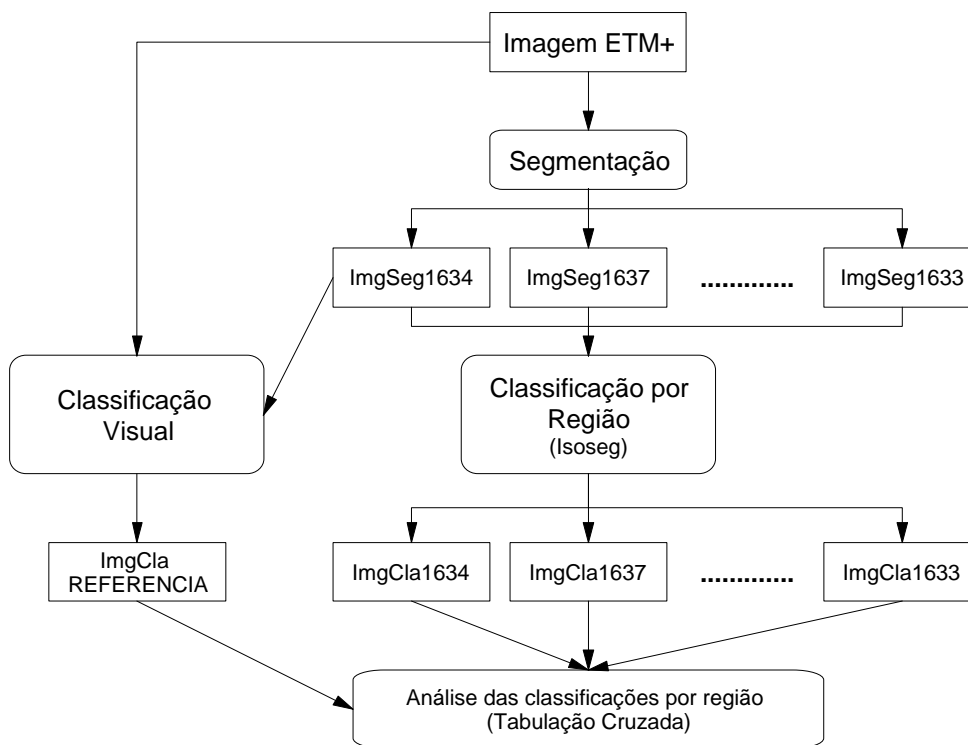 Imagem ETM+
Segmentação
ImgSeg1634
ImgSeg1637
.............
ImgSeg1633
Classificação
Visual
Classificação por
Região
(Isoseg)
ImgCla
REFERENCIA
ImgCla1634
ImgCla1637
.............
ImgCla1633
Análise das classificações por região
(Tabulação Cruzada)